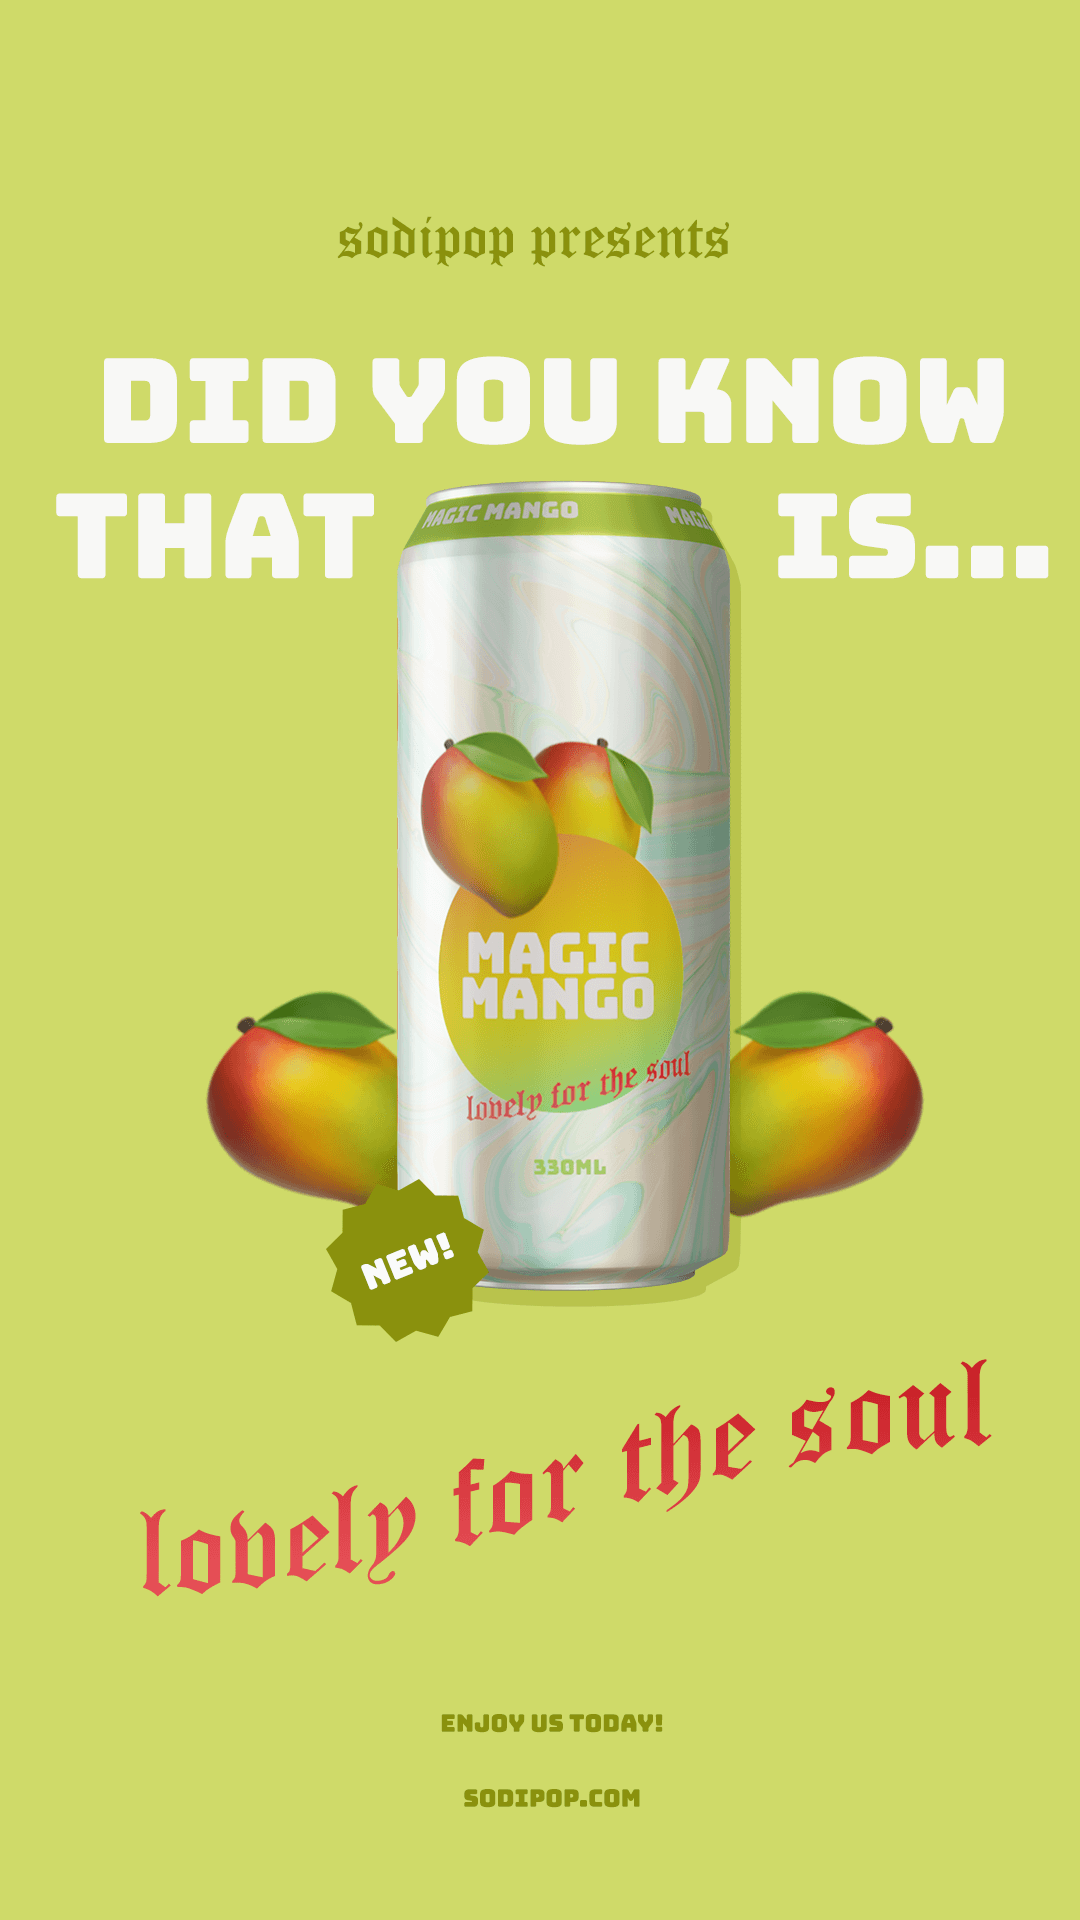 sodipop presents
DID YOU KNOW
THAT IS...
MAGIC MANGO
MAGIC
MANGO
lovely for the soul
330ML
NEW!
lovely for the soul
ENJOY US TODAY!
SODIPOP.COM